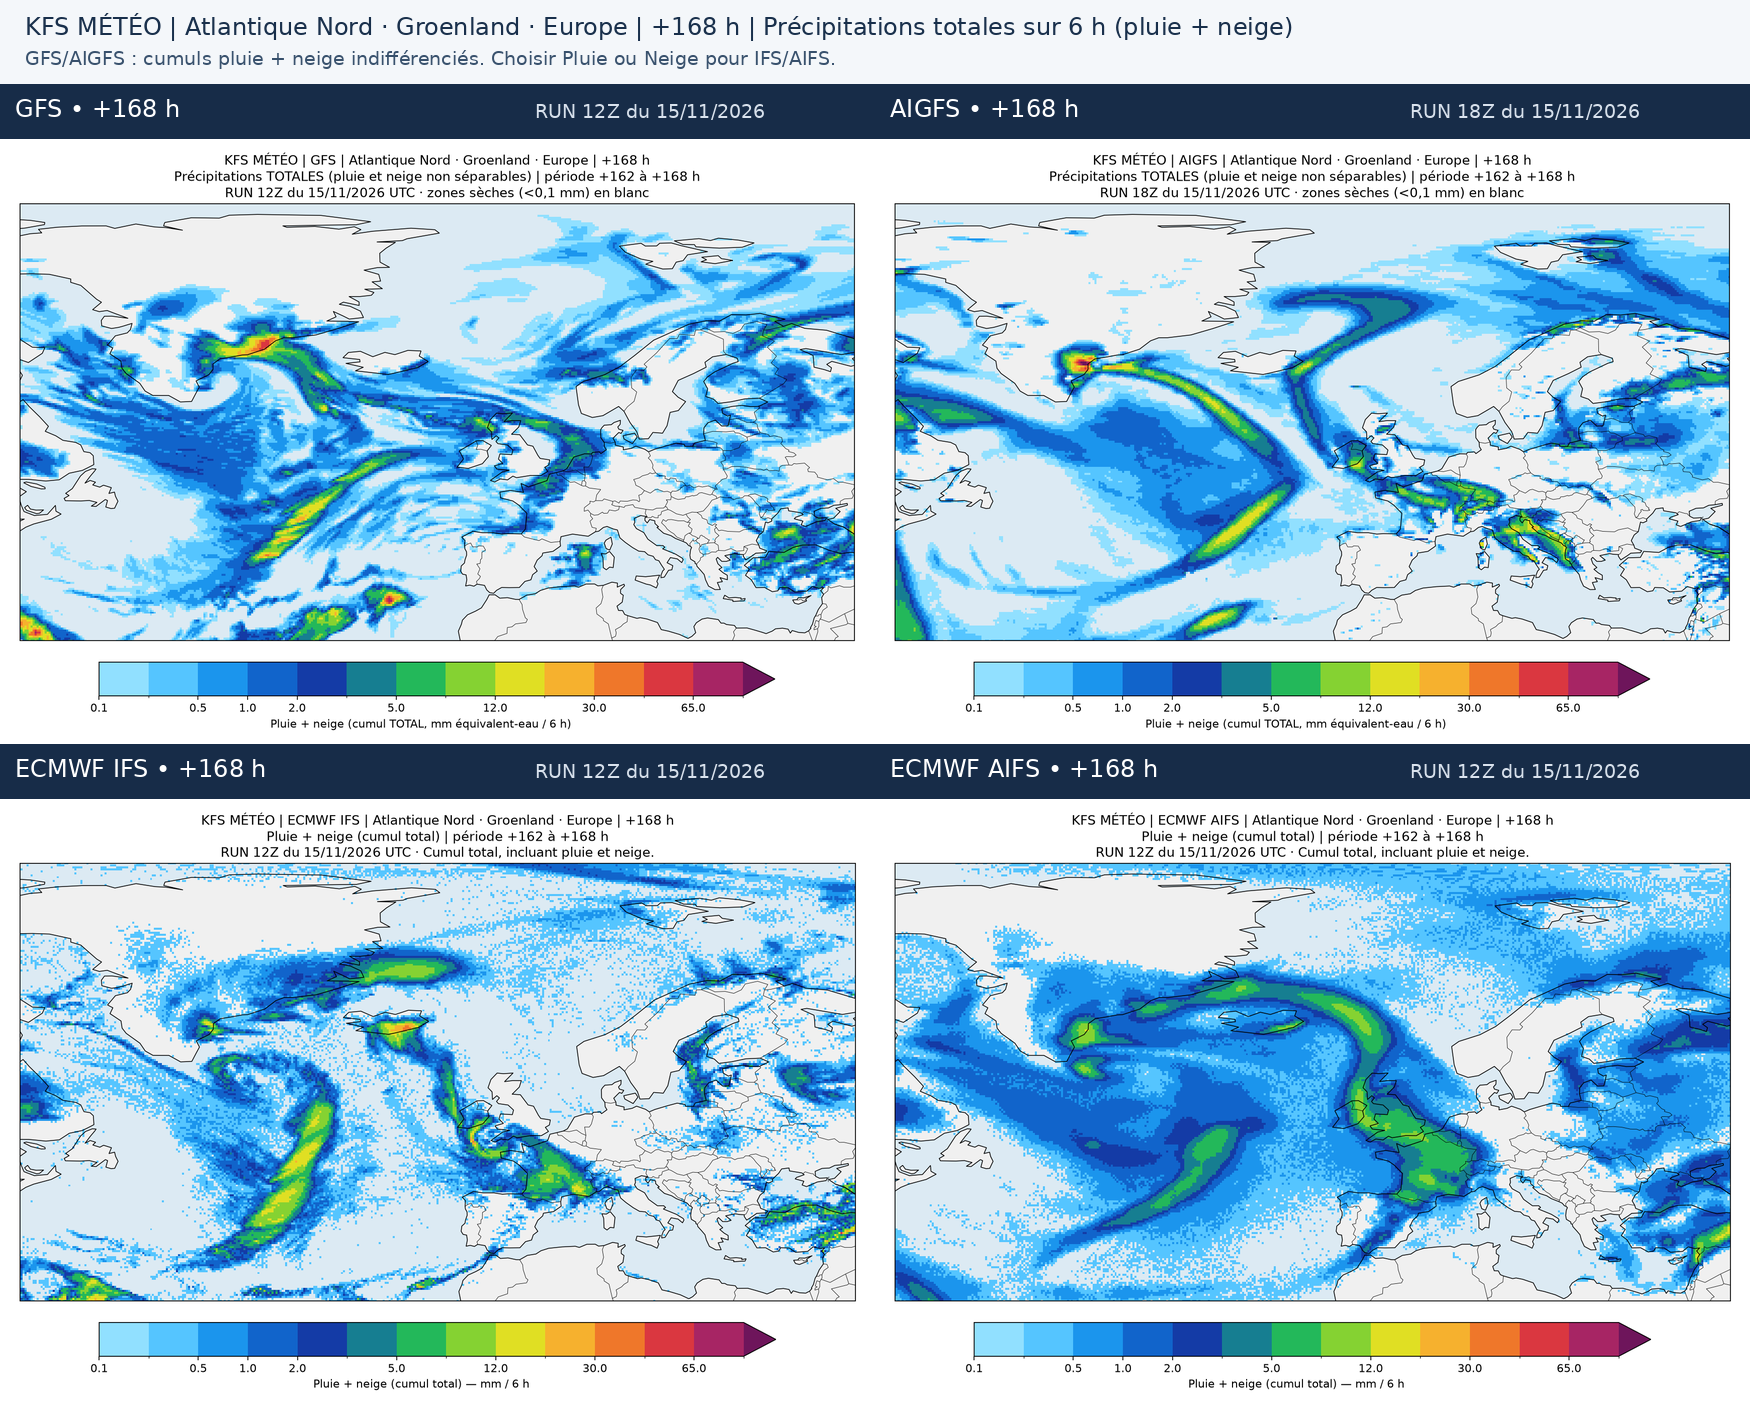 KFS MÉTÉO | Atlantique Nord · Groenland · Europe | +168 h | Précipitations totales sur 6 h (pluie + neige)
GFS/AIGFS : cumuls pluie + neige indifférenciés. Choisir Pluie ou Neige pour IFS/AIFS.
GFS • +168 h
RUN 12Z du 15/11/2026
KFS MÉTÉO | GFS | Atlantique Nord · Groenland · Europe | +168 h
Précipitations TOTALES (pluie et neige non séparables) | période +162 à +168 h
RUN 12Z du 15/11/2026 UTC · zones sèches (<0,1 mm) en blanc
0.1 0.5 1.0 2.0 5.0 12.0 30.0 65.0
Pluie + neige (cumul TOTAL, mm équivalent-eau / 6 h)
AIGFS • +168 h
RUN 18Z du 15/11/2026
KFS MÉTÉO | AIGFS | Atlantique Nord · Groenland · Europe | +168 h
Précipitations TOTALES (pluie et neige non séparables) | période +162 à +168 h
RUN 18Z du 15/11/2026 UTC · zones sèches (<0,1 mm) en blanc
0.1 0.5 1.0 2.0 5.0 12.0 30.0 65.0
Pluie + neige (cumul TOTAL, mm équivalent-eau / 6 h)
ECMWF IFS • +168 h
RUN 12Z du 15/11/2026
KFS MÉTÉO | ECMWF IFS | Atlantique Nord · Groenland · Europe | +168 h
Pluie + neige (cumul total) | période +162 à +168 h
RUN 12Z du 15/11/2026 UTC · Cumul total, incluant pluie et neige.
0.1 0.5 1.0 2.0 5.0 12.0 30.0 65.0
Pluie + neige (cumul total) — mm / 6 h
ECMWF AIFS • +168 h
RUN 12Z du 15/11/2026
KFS MÉTÉO | ECMWF AIFS | Atlantique Nord · Groenland · Europe | +168 h
Pluie + neige (cumul total) | période +162 à +168 h
RUN 12Z du 15/11/2026 UTC · Cumul total, incluant pluie et neige.
0.1 0.5 1.0 2.0 5.0 12.0 30.0 65.0
Pluie + neige (cumul total) — mm / 6 h